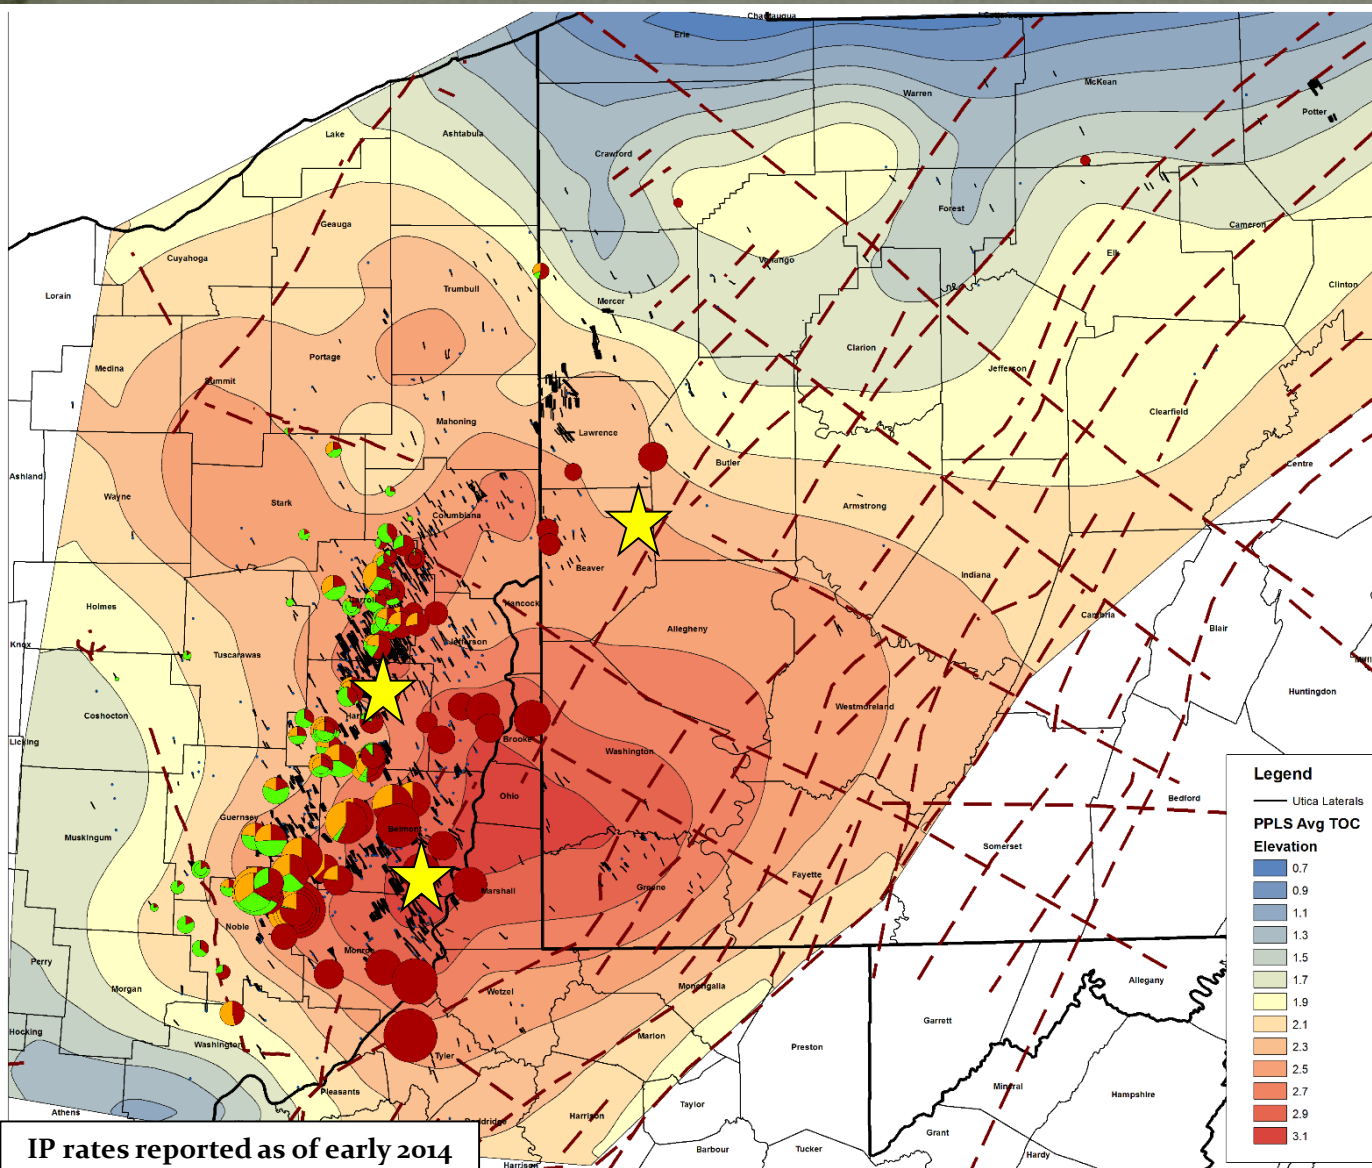 Chautauqua
Erie
Warren
McKean
Potter
Lake
Ashtabula
Crawford
Forest
Cameron
Geauga
Cuyahoga
Venango
Elk
Clinton
Lorain
Trumbull
Mercer
Clarion
Jefferson
Medina
Portage
Summit
Clearfield
Mahoning
Lawrence
Butler
Centre
Ashland
Wayne
Stark
Columbiana
Armstrong
Beaver
Indiana
Holmes
Carroll
Hancock
Cambria
Blair
Knox
Tuscarawas
Jefferson
Allegheny
Huntingdon
Coshocton
Westmoreland
Licking
Brooke
Washington
Ohio
Bedford
Muskingum
Guernsey
Belmont
Somerset
Marshall
Greene
Fayette
Noble
Monroe
Perry
Morgan
Wetzel
Monongalia
Allegany
Hocking
Washington
Tyler
Marion
Garrett
Preston
Pleasants
Mineral
Hampshire
Athens
Doddridge
Harrison
Taylor
Barbour
Tucker
Grant
Hardy
Harrison
Legend
Utica Laterals
PPLS Avg TOC
Elevation
0.7
0.9
1.1
1.3
1.5
1.7
1.9
2.1
2.3
2.5
2.7
2.9
3.1
IP rates reported as of early 2014